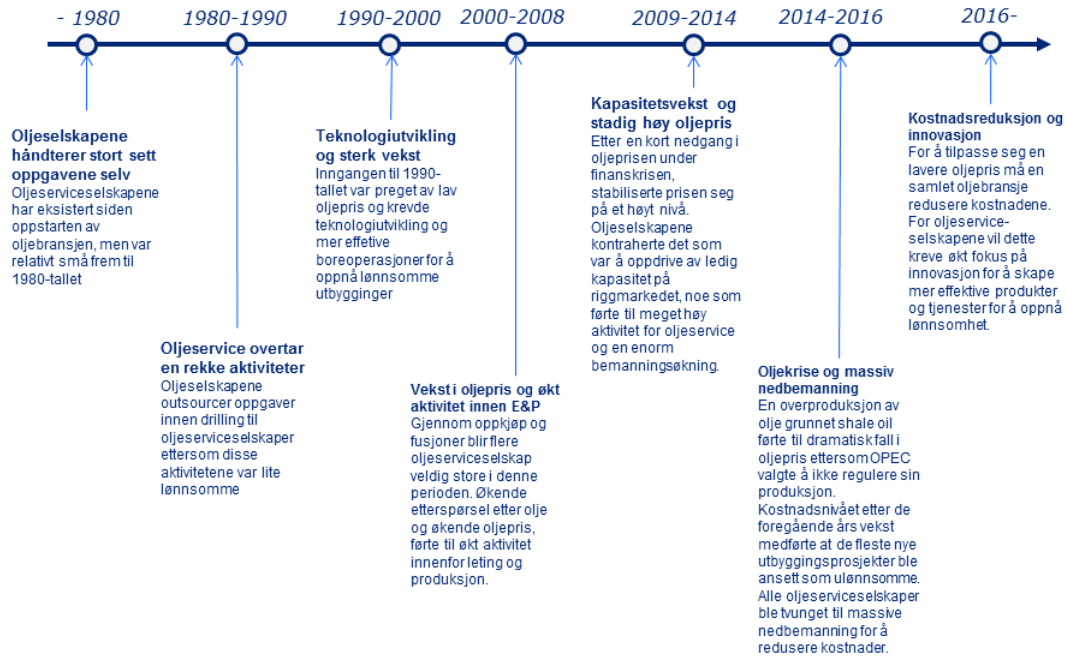 - 1980
1980-1990
1990-2000
2000-2008
2009-2014
2014-2016
2016-
Oljeselskapene
håndterer stort sett
oppgavene selv
Oljeserviceselskapene
har eksistert siden
oppstarten av
oljebransjen, men var
relativt små frem til
1980-tallet
Oljeservice overtar
en rekke aktiviteter
Oljeselskapene
outsourcer oppgaver
innen drilling til
oljeserviceselskaper
ettersom disse
aktivitetene var lite
lønnsomme
Teknologiutvikling
og sterk vekst
Inngangen til 1990-
tallet var preget av lav
oljepris og krevde
teknologiutvikling og
mer effetive
boreoperasjoner for å
oppnå lønnsomme
utbygginger
Vekst i oljepris og økt
aktivitet innen E&P
Gjennom oppkjøp og
fusjoner blir flere
oljeserviceselskap
veldig store i denne
perioden. Økende
etterspørsel etter olje
og økende oljepris,
førte til økt aktivitet
innenfor leting og
produksjon.
Kapasitetsvekst og
stadig høy oljepris
Etter en kort nedgang i
oljeprisen under
finanskrisen,
stabiliserte prisen seg
på et høyt nivå.
Oljeselskapene
kontraherte det som
var å oppdrive av ledig
kapasitet på
riggmarkedet, noe som
førte til meget høy
aktivitet for oljeservice
og en enorm
bemanningsøkning.
Oljekrise og massiv
nedbemanning
En overproduksjon av
olje grunnet shale oil
førte til dramatisk fall i
oljepris ettersom OPEC
valgte å ikke regulere sin
produksjon.
Kostnadsnivået etter de
foregående års vekst
medførte at de fleste nye
utbyggingsprosjekter ble
ansett som ulønnsomme.
Alle oljeserviceselskaper
ble tvunget til massive
nedbemanning for å
redusere kostnader.
Kostnadsreduksjon og
innovasjon
For å tilpasse seg en
lavere oljepris må en
samlet oljebransje
redusere kostnadene.
For oljeservice-
selskapene vil dette
kreve økt fokus på
innovasjon for å skape
mer effektive produkter
og tjenester for å oppnå
lønnsomhet.